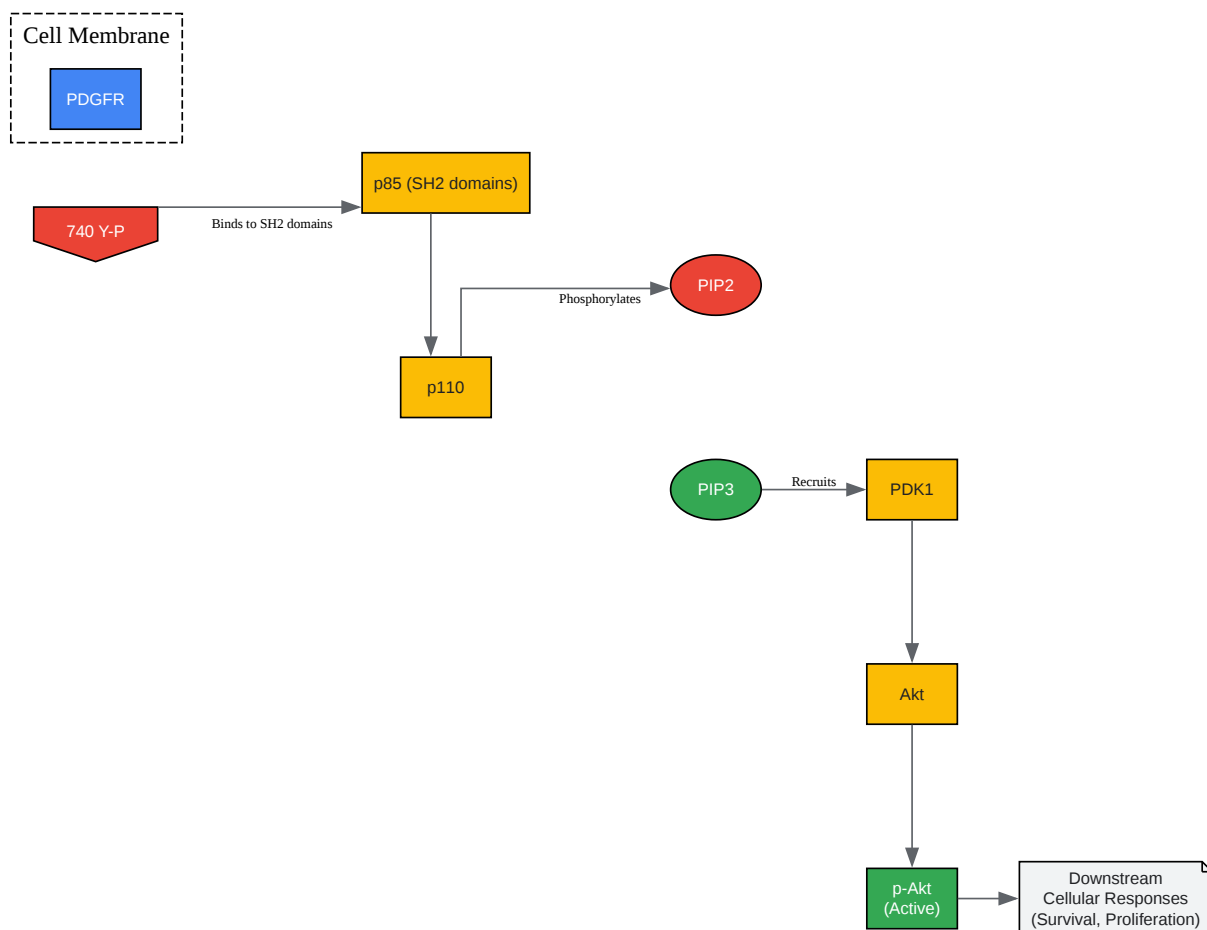 Cell Membrane
PDGFR
p85 (SH2 domains)
740 Y-P
Binds to SH2 domains
PIP2
Phosphorylates
p110
PIP3
Recruits
PDK1
Akt
p-Akt
(Active)
Downstream
Cellular Responses
(Survival, Proliferation)